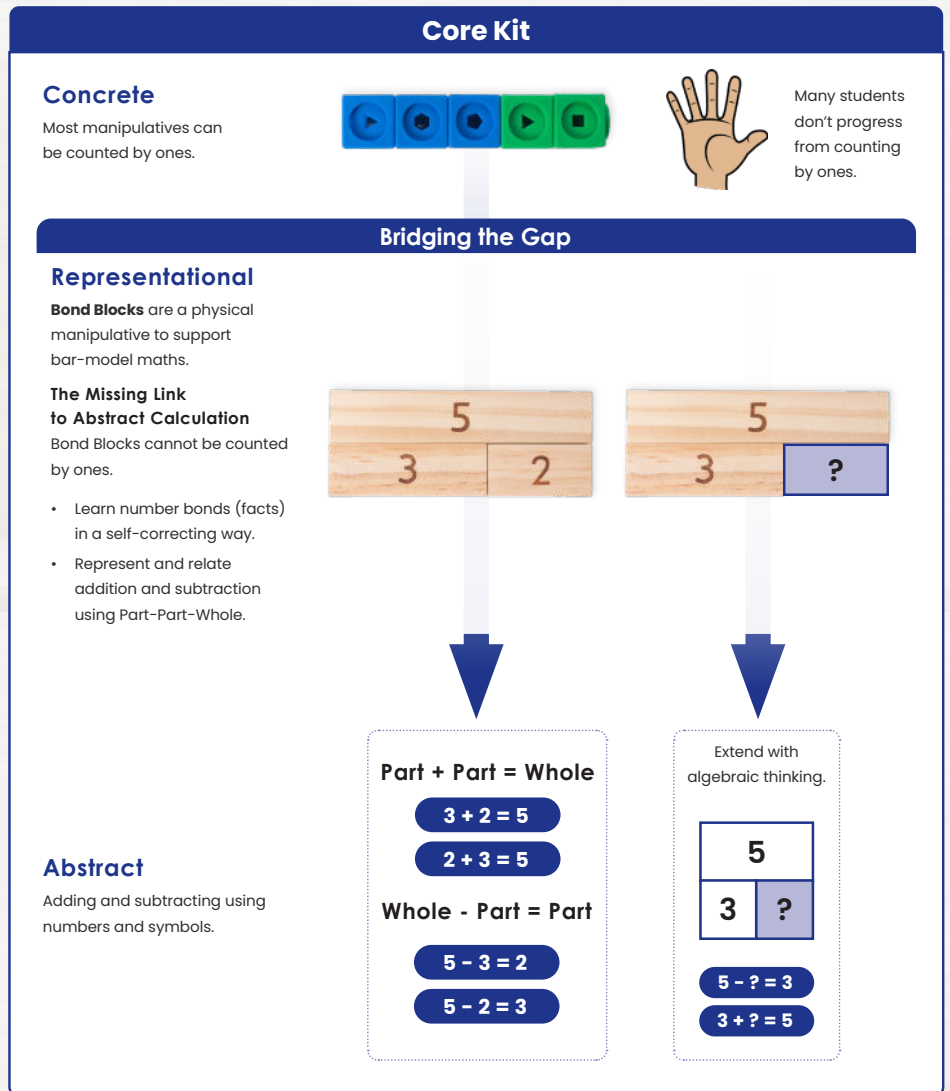 Core Kit
Concrete
Most manipulatives can
be counted by ones.
Many students
don't progress
from counting
by ones.
Bridging the Gap
Representational
Bond Blocks are a physical
manipulative to support
bar-model maths.
The Missing Link
to Abstract Calculation
Bond Blocks cannot be counted
by ones.
• Learn number bonds (facts)
in a self-correcting way.
• Represent and relate
addition and subtraction
using Part-Part-Whole.
5
3 2
5
3 ?
Abstract
Adding and subtracting using
numbers and symbols.
Part + Part = Whole
3 + 2 = 5
2 + 3 = 5
Whole - Part = Part
5 - 3 = 2
5 - 2 = 3
Extend with
algebraic thinking.
5
3 ?
5 - ? = 3
3 + ? = 5